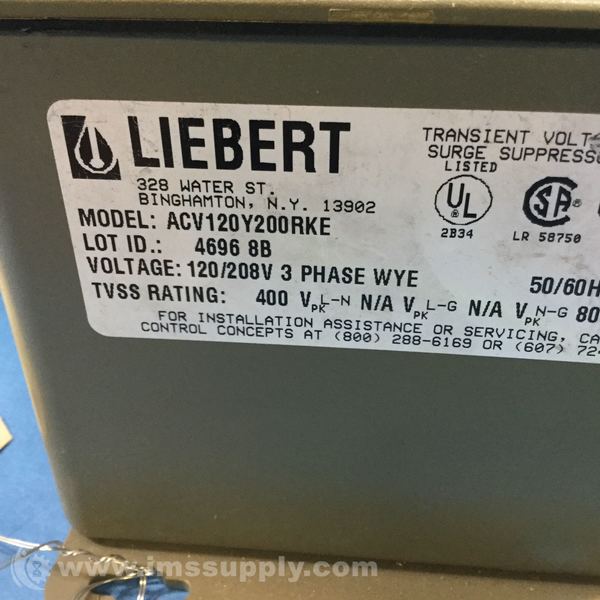 LIEBERT
328 WATER ST.
BINGHAMTON, N.Y. 13902
TRANSIENT VOLT
SURGE SUPPRESS
LISTED
UL
2B34
SA
LR 58750
MODEL: ACV120Y200RKE
LOT ID.: 4696 8B
VOLTAGE: 120/208V 3 PHASE WYE 50/60H
TVSS RATING: 400 VPK L-N N/A VPK L-G N/A VPK N-G 80
FOR INSTALLATION ASSISTANCE OR SERVICING, CA
CONTROL CONCEPTS AT (800) 288-6169 OR (607) 724
© www.imssupply.com